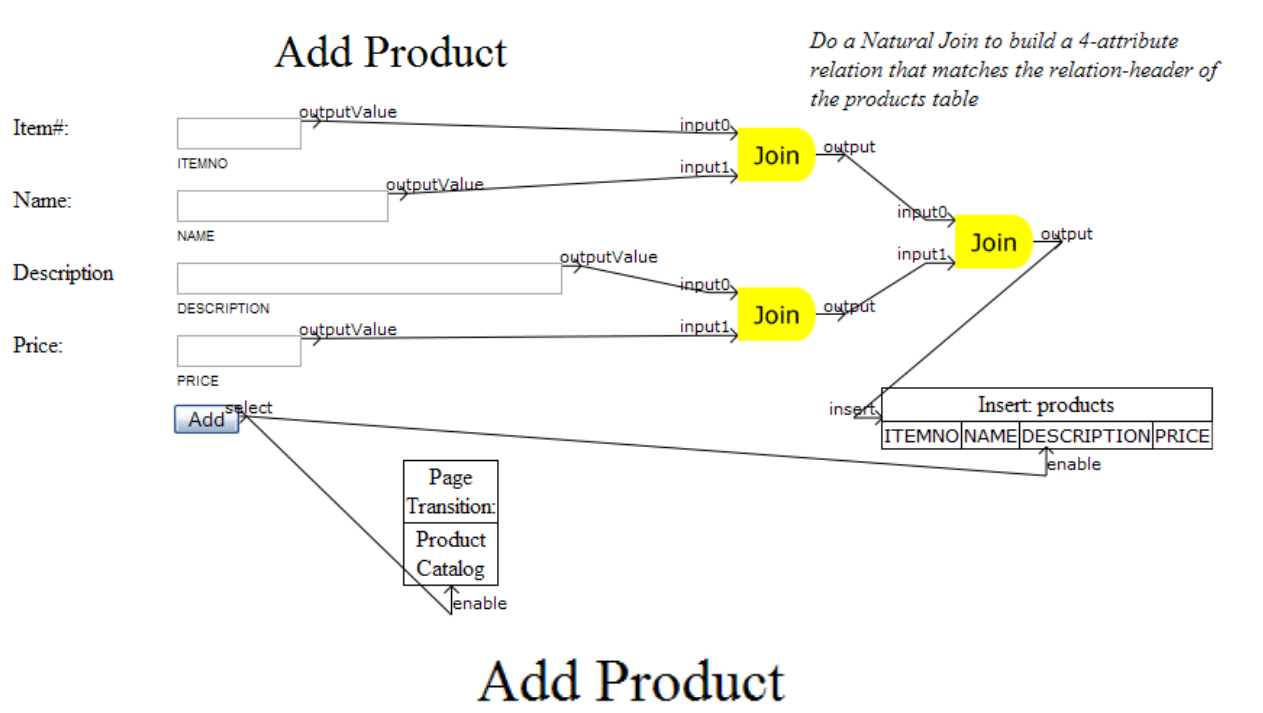 Add Product
Do a Natural Join to build a 4-attribute
relation that matches the relation-header of
the products table
Item#:
outputValue
input0
Join
output
ITEMNO
input1
Name:
outputValue
NAME
input0
Join
output
input1
Description
outputValue
DESCRIPTION
input0
Join
output
input1
Price:
outputValue
PRICE
Add
select
insert
Insert: products
ITEMNO NAME DESCRIPTION PRICE
enable
Page
Transition:
Product
Catalog
enable
Add Product